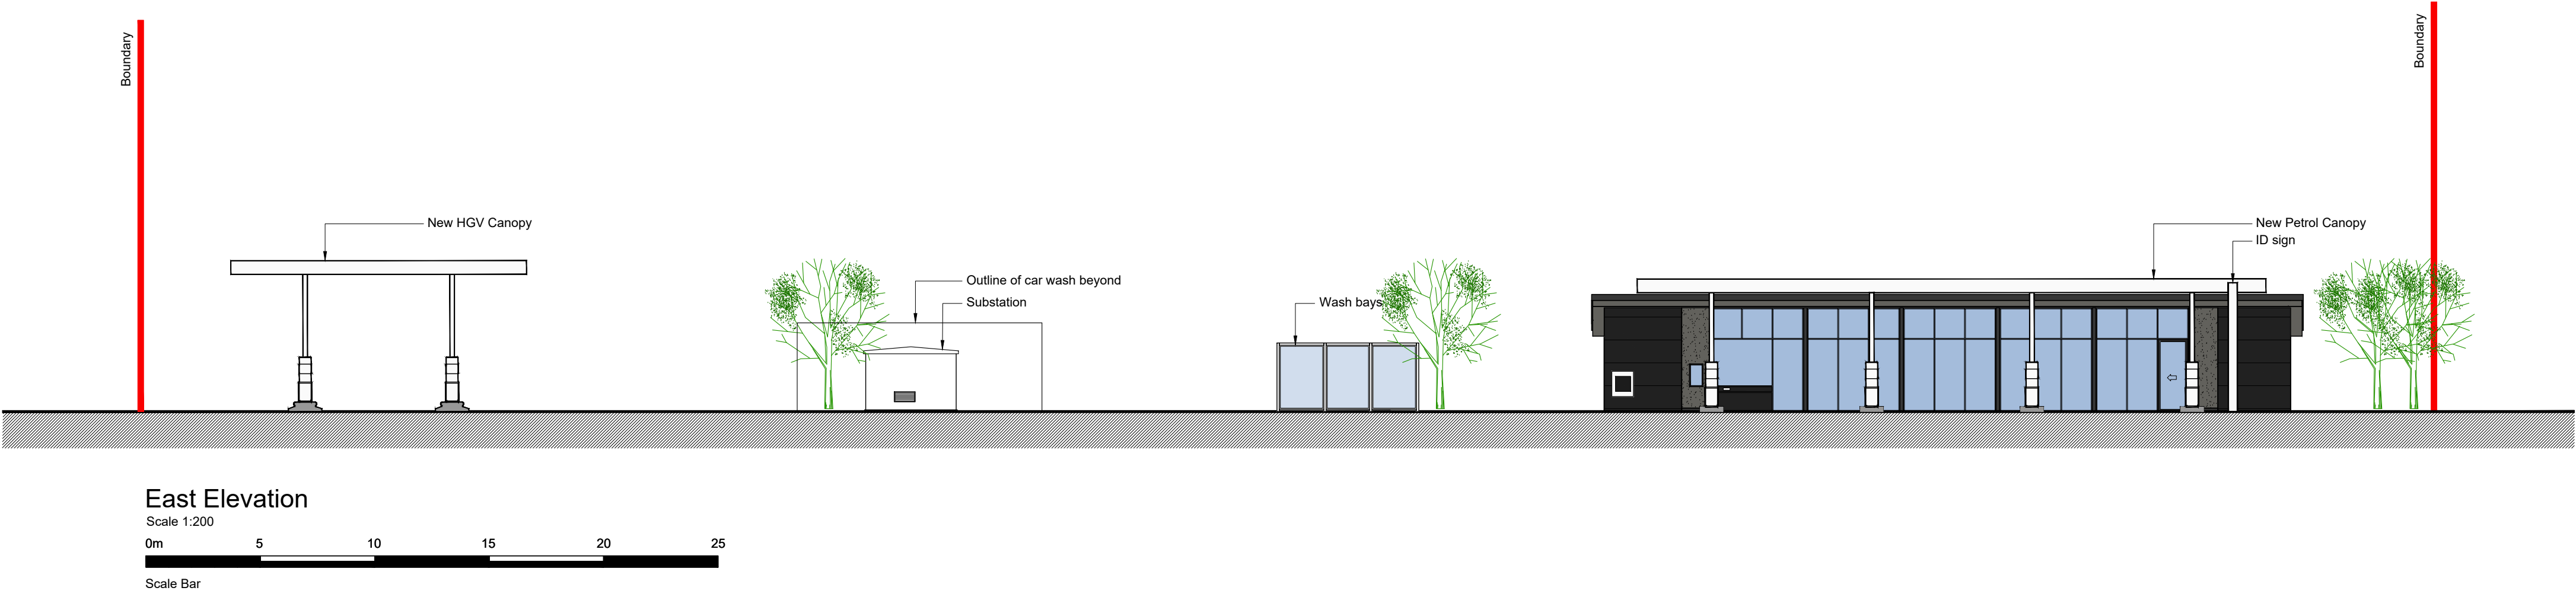 Boundary
Boundary
New HGV Canopy
New Petrol Canopy
ID sign
Outline of car wash beyond
Substation
Wash bays
East Elevation
Scale 1:200
0m 5 10 15 20 25
Scale Bar